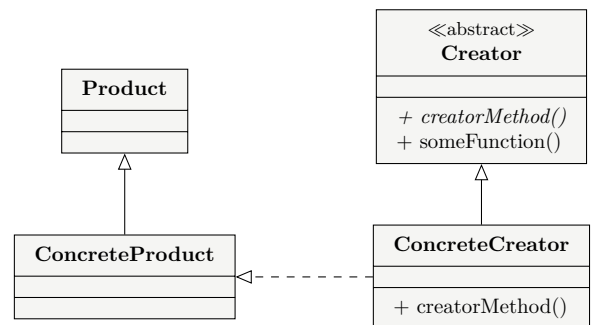 ≪abstract≫
Creator
Product
+ creatorMethod()
+ someFunction()
ConcreteProduct
ConcreteCreator
+ creatorMethod()